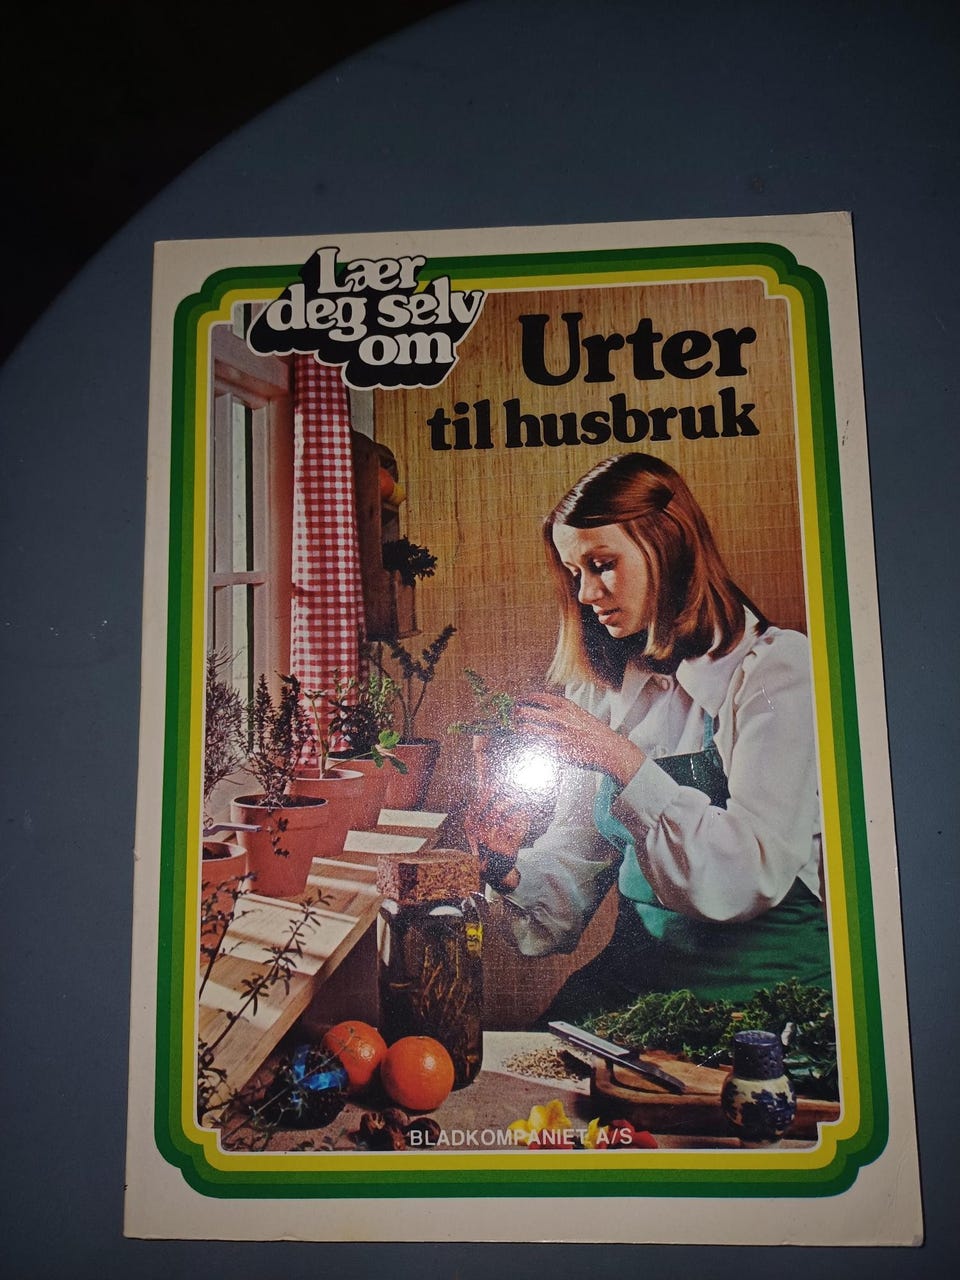 Lær
deg selv
om
Urter
til husbruk
BLADKOMPANIET A/S